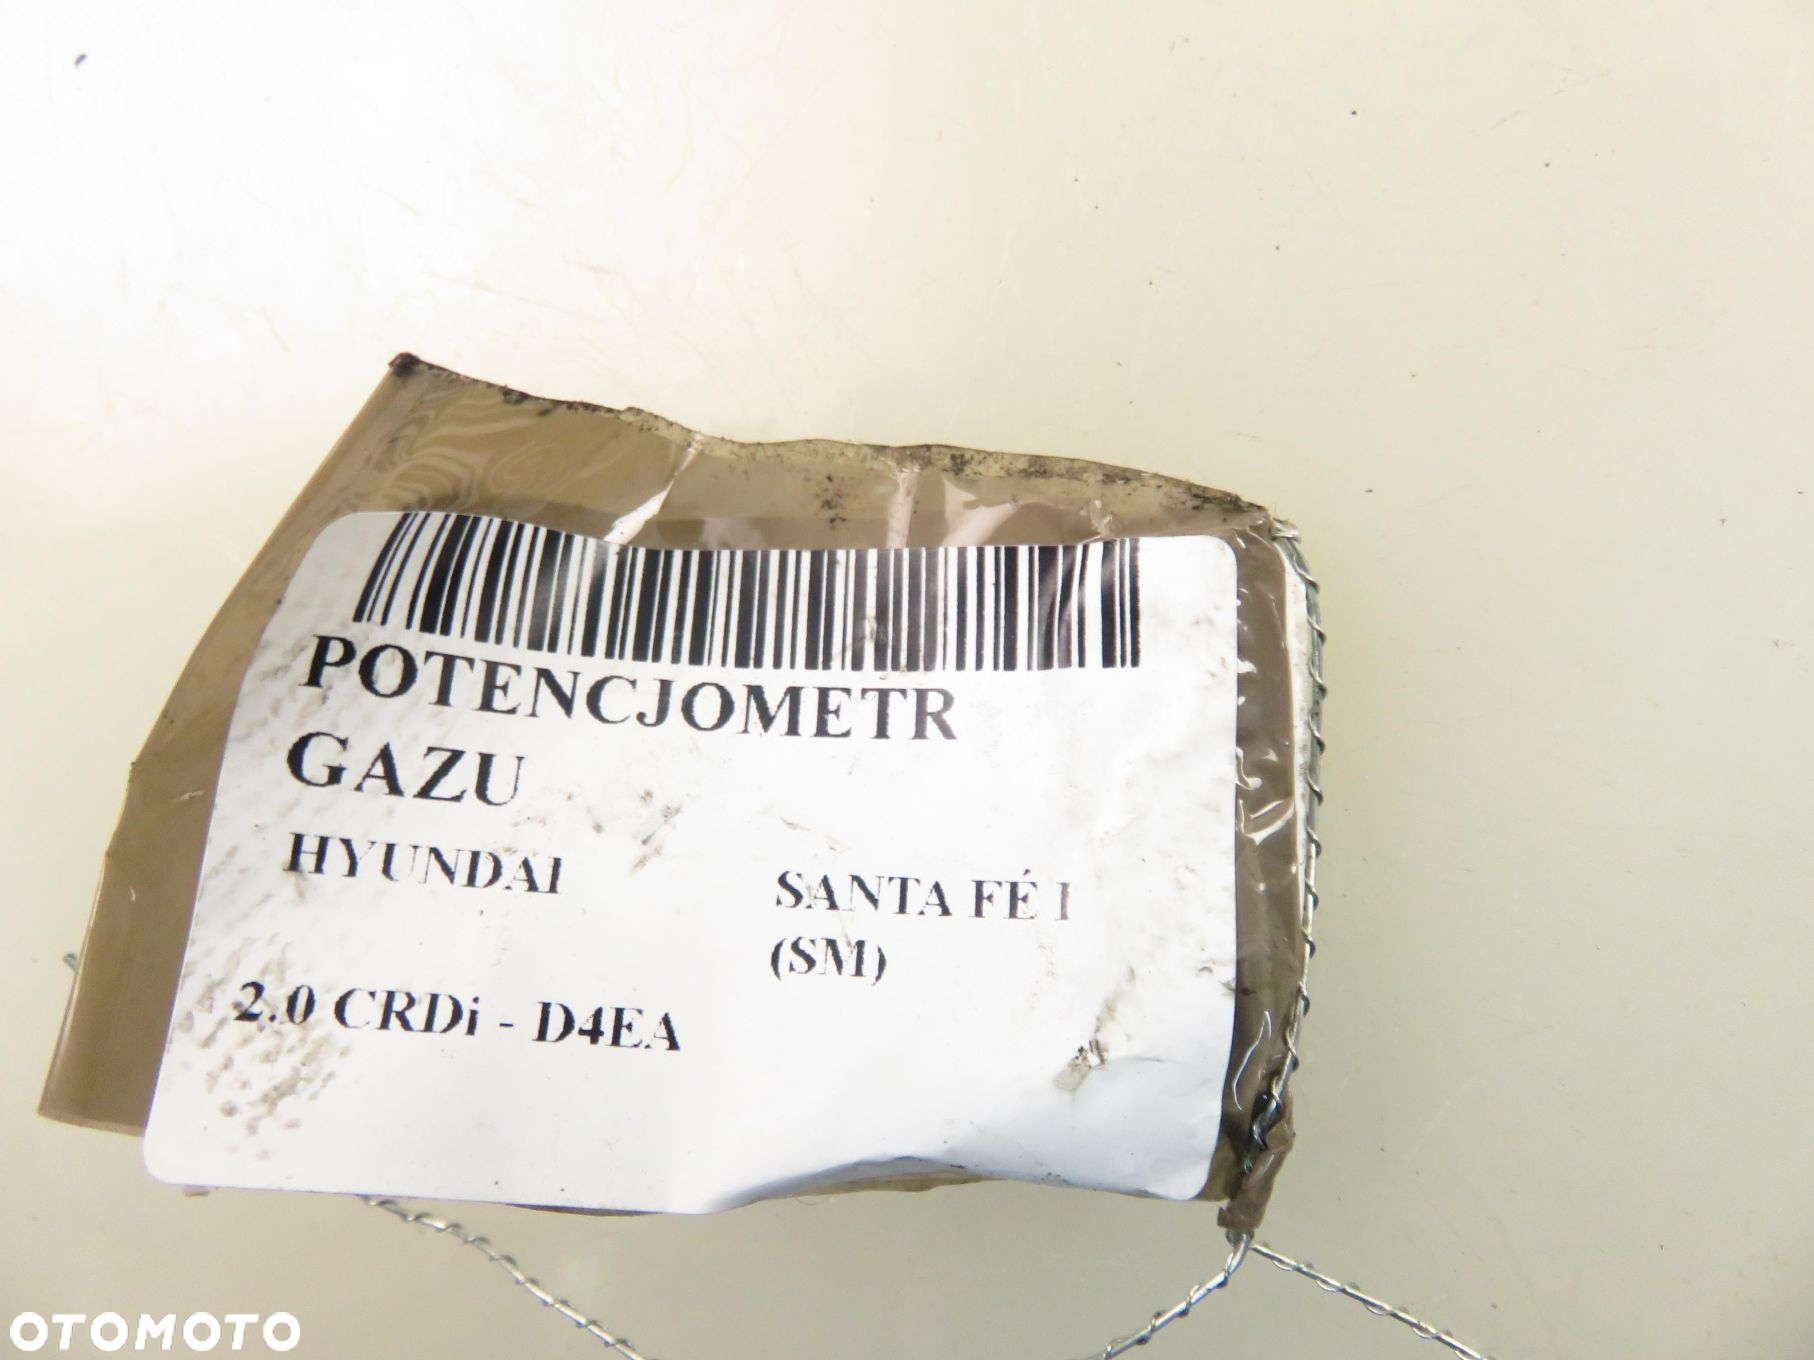 POTENCJOMETR
GAZU
HYUNDAI
SANTA FÉ I
(SM)
2.0 CRDi - D4EA
OTOMOTO